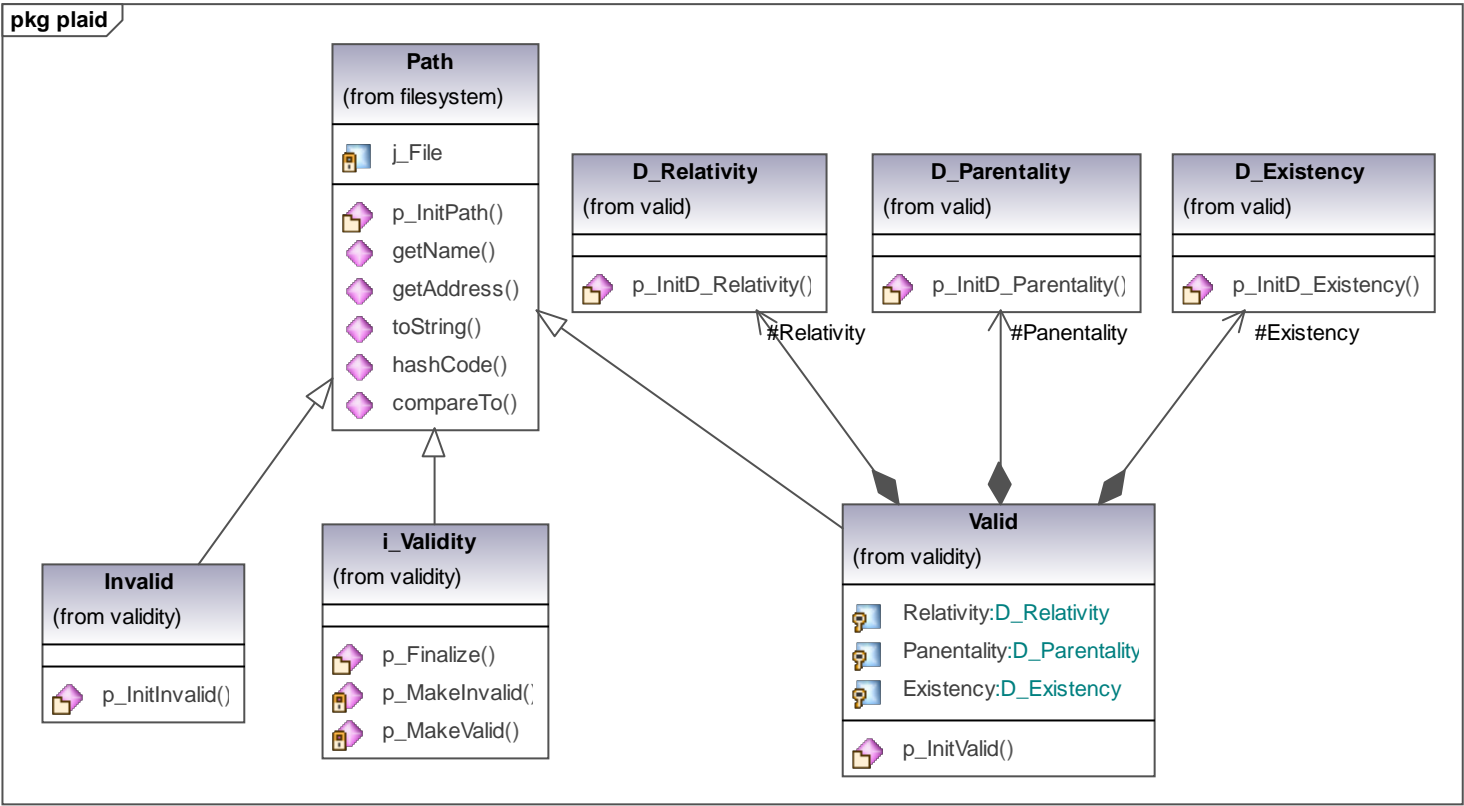 pkg plaid
Path
(from filesystem)
j_File
p_InitPath()
getName()
getAddress()
toString()
hashCode()
compareTo()
D_Relativity
(from valid)
p_InitD_Relativity()
D_Parentality
(from valid)
p_InitD_Parentality()
D_Existency
(from valid)
p_InitD_Existency()
#Relativity
#Panentality
#Existency
Invalid
(from validity)
p_InitInvalid()
i_Validity
(from validity)
p_Finalize()
p_MakeInvalid()
p_MakeValid()
Valid
(from validity)
Relativity:D_Relativity
Panentality:D_Parentality
Existency:D_Existency
p_InitValid()